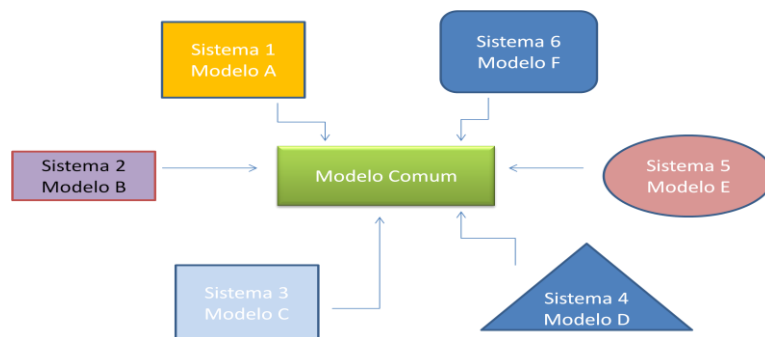 Sistema 1
Modelo A
Sistema 6
Modelo F
Sistema 2
Modelo B
Modelo Comum
Sistema 5
Modelo E
Sistema 3
Modelo C
Sistema 4
Modelo D